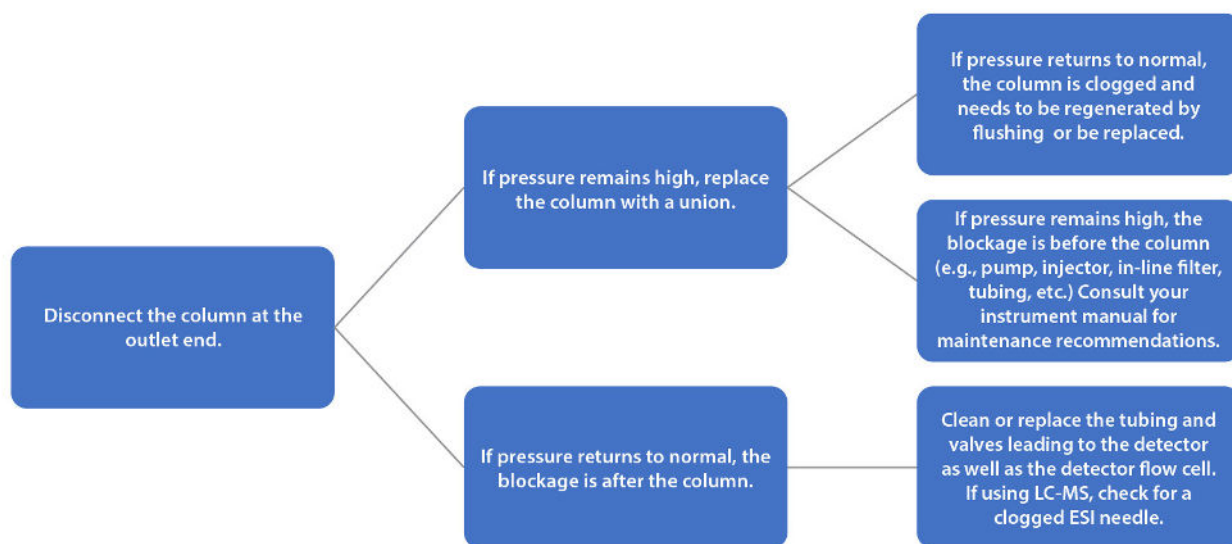 Disconnect the column at the
outlet end.
If pressure remains high, replace
the column with a union.
If pressure returns to normal, the
blockage is after the column.
If pressure returns to normal,
the column is clogged and
needs to be regenerated by
flushing or be replaced.
If pressure remains high, the
blockage is before the column
(e.g., pump, injector, in-line filter,
tubing, etc.) Consult your
instrument manual for
maintenance recommendations.
Clean or replace the tubing and
valves leading to the detector
as well as the detector flow cell.
If using LC-MS, check for a
clogged ESI needle.